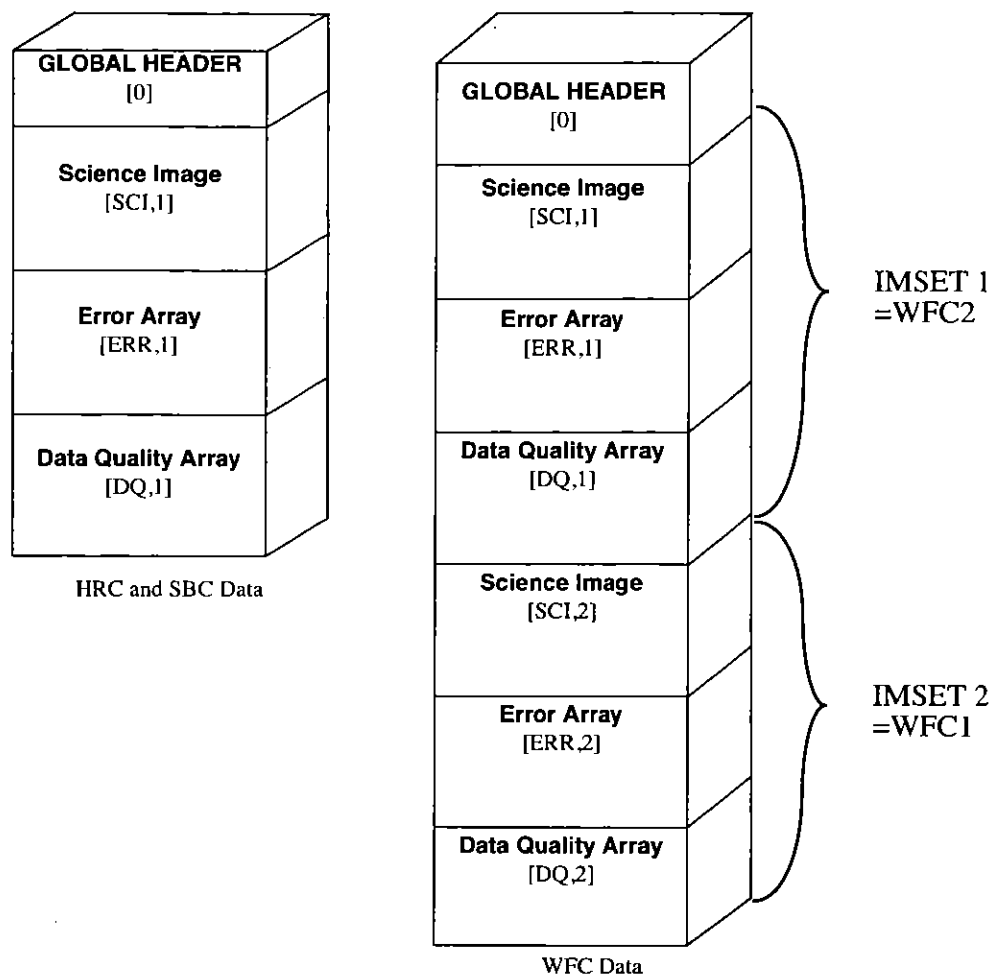 GLOBAL HEADER
[0]
Science Image
[SCI,1]
Error Array
[ERR,1]
Data Quality Array
[DQ,1]
HRC and SBC Data
GLOBAL HEADER
[0]
Science Image
[SCI,1]
Error Array
[ERR,1]
Data Quality Array
[DQ,1]
Science Image
[SCI,2]
Error Array
[ERR,2]
Data Quality Array
[DQ,2]
WFC Data
IMSET 1
=WFC2
IMSET 2
=WFC1